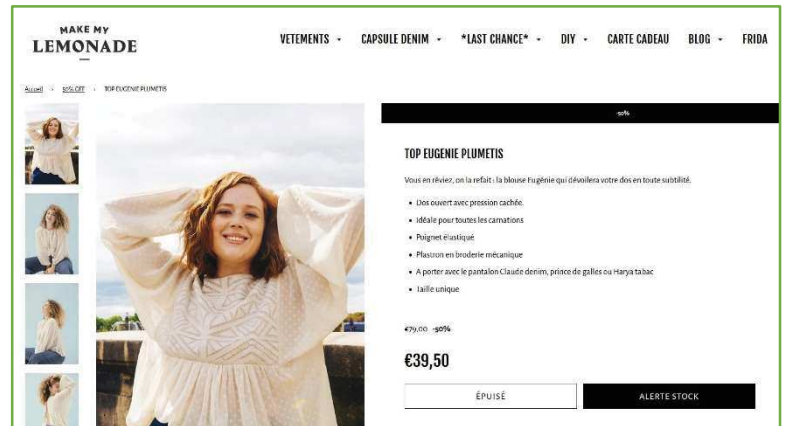 MAKE MY
LEMONADE
VETEMENTS CAPSULE DENIM *LAST CHANCE* DIY CARTE CADEAU BLOG FRIDA
Accueil 50% OFF TOP EUGENIE PLUMETIS
-50%
TOP EUGENIE PLUMETIS
Vous en rêviez, on la refait : la blouse Eugénie qui dévoilera votre dos en toute subtilité.
• Dos ouvert avec pression cachée.
• Idéale pour toutes les carnations
• Poignet élastiqué
• Plastron en broderie mécanique
• A porter avec le pantalon Claude denim, prince de galles ou Harya tabac
• Taille unique
€79,00 -50%
€39,50
ÉPUISÉ ALERTE STOCK